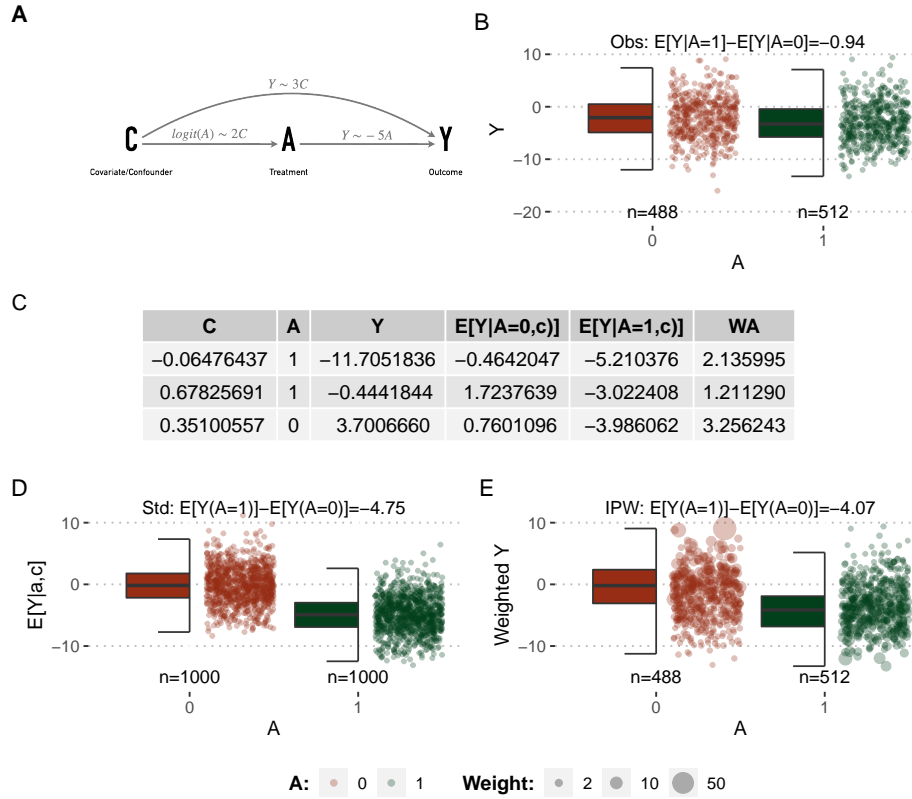 A
Y ∼ 3C
logit(A) ∼ 2C
Y ∼ − 5A
C
A
Y
Covariate/Confounder
Treatment
Outcome
B
Obs: E[Y|A=1]−E[Y|A=0]=−0.94
10
0
−10
−20
Y
n=488
n=512
0
1
A
C
C A Y E[Y|A=0,c)] E[Y|A=1,c)] WA
−0.06476437 1 −11.7051836 −0.4642047 −5.210376 2.135995
0.67825691 1 −0.4441844 1.7237639 −3.022408 1.211290
0.35100557 0 3.7006660 0.7601096 −3.986062 3.256243
D
Std: E[Y(A=1)]−E[Y(A=0)]=−4.75
10
0
−10
E[Y|a,c]
n=1000
n=1000
0
1
A
E
IPW: E[Y(A=1)]−E[Y(A=0)]=−4.07
10
0
−10
Weighted Y
n=488
n=512
0
1
A
A: 0 1 Weight: 2 10 50